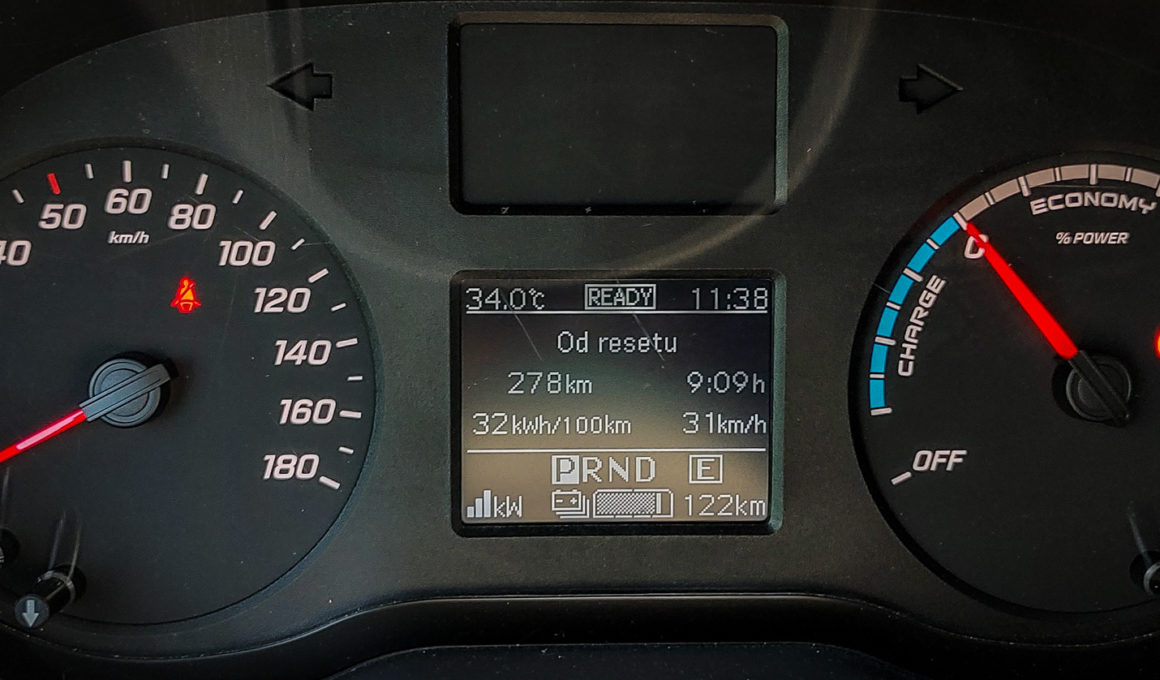 40
50
60
80
100
120
140
160
180
km/h
34.0°C READY 11:38
Od resetu
278km 9:09h
32kWh/100km 31km/h
PRND E
kW 122km
ECONOMY
% POWER
0
CHARGE
OFF